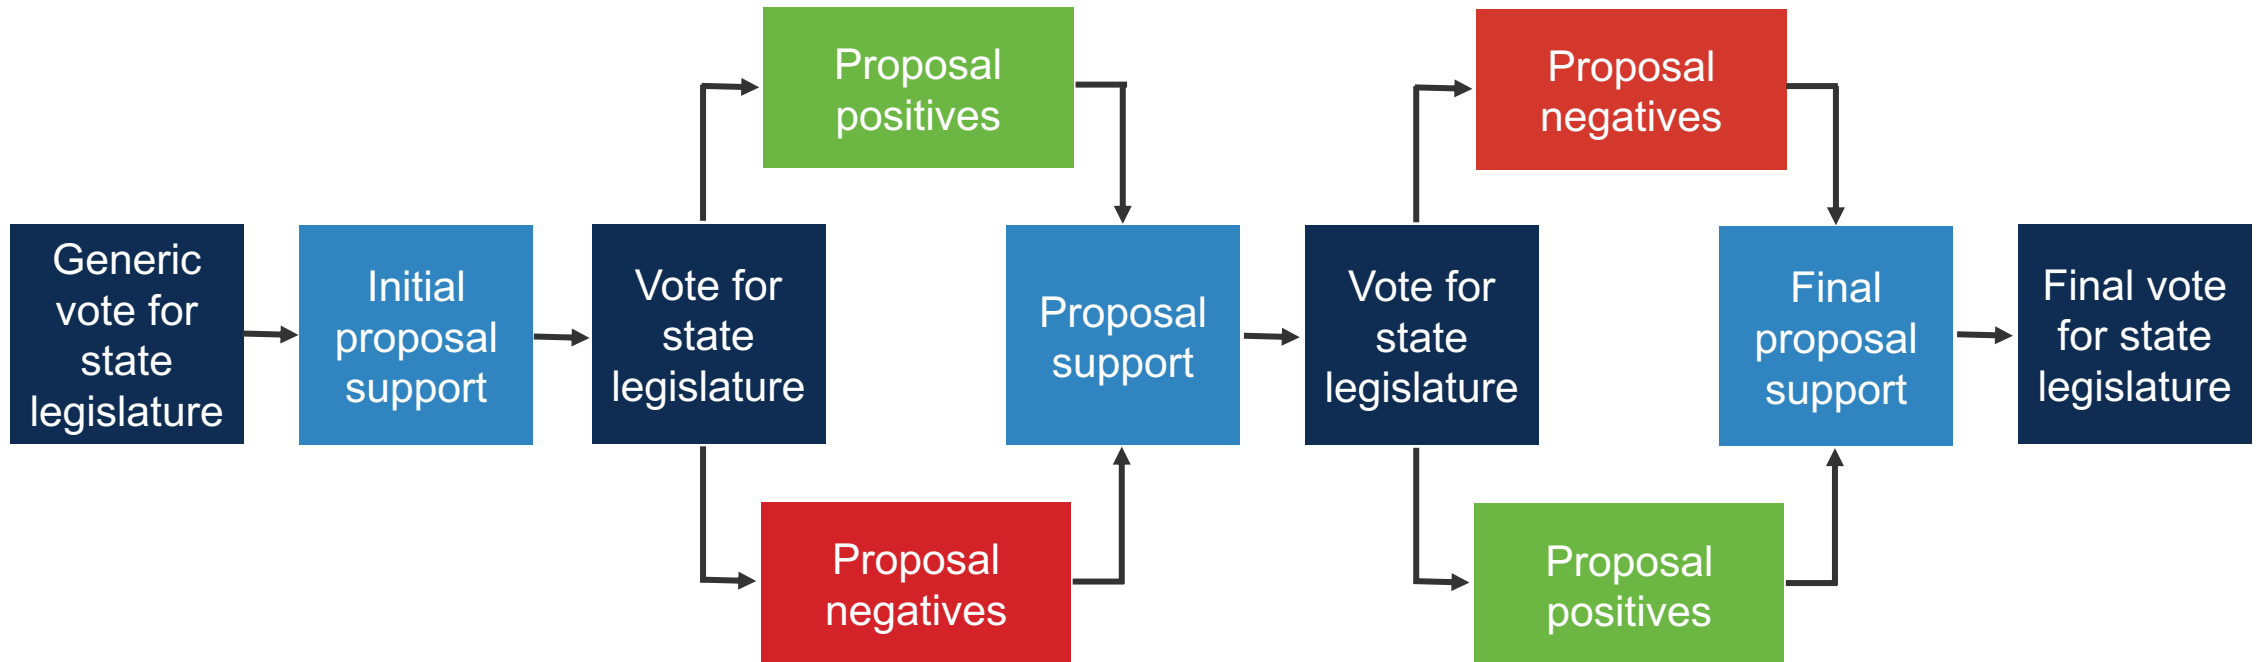 Generic
vote for
state
legislature
Initial
proposal
support
Vote for
state
legislature
Proposal
positives
Proposal
negatives
Proposal
support
Vote for
state
legislature
Proposal
negatives
Proposal
positives
Final
proposal
support
Final vote
for state
legislature